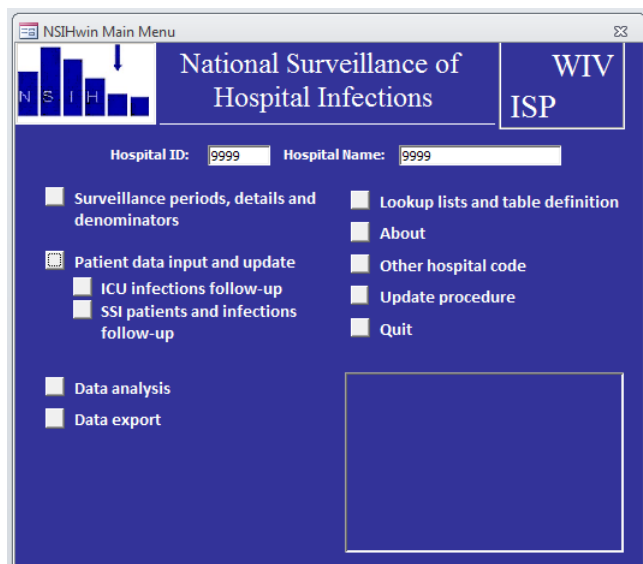 NSIHwin Main Menu
N S I H
National Surveillance of
Hospital Infections
WIV
ISP
Hospital ID: 9999 Hospital Name: 9999
Surveillance periods, details and
denominators
Patient data input and update
ICU infections follow-up
SSI patients and infections
follow-up
Data analysis
Data export
Lookup lists and table definition
About
Other hospital code
Update procedure
Quit